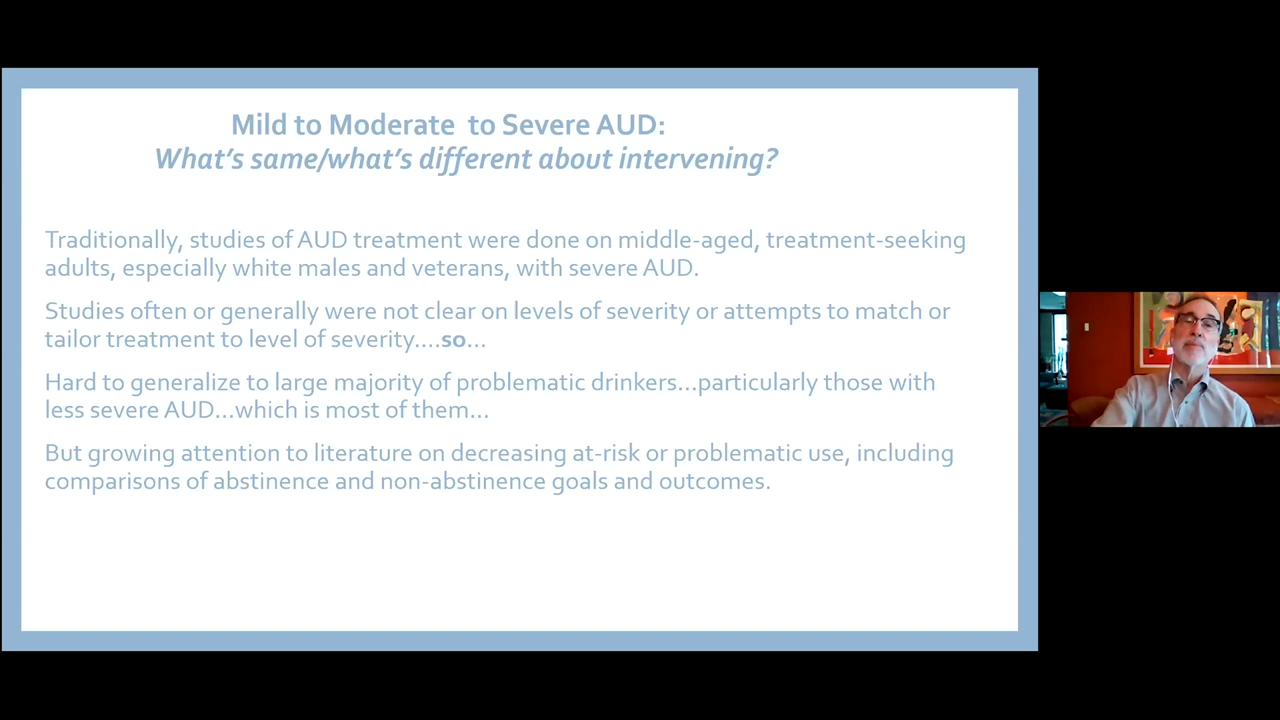 Mild to Moderate  to Severe AUD:
What's same/what's different about intervening?
Traditionally, studies of AUD treatment were done on middle-aged, treatment-seeking
adults, especially white males and veterans, with severe AUD.
Studies often or generally were not clear on levels of severity or attempts to match or
tailor treatment to level of severity....so...
Hard to generalize to large majority of problematic drinkers...particularly those with
less severe AUD...which is most of them...
But growing attention to literature on decreasing at-risk or problematic use, including
comparisons of abstinence and non-abstinence goals and outcomes.